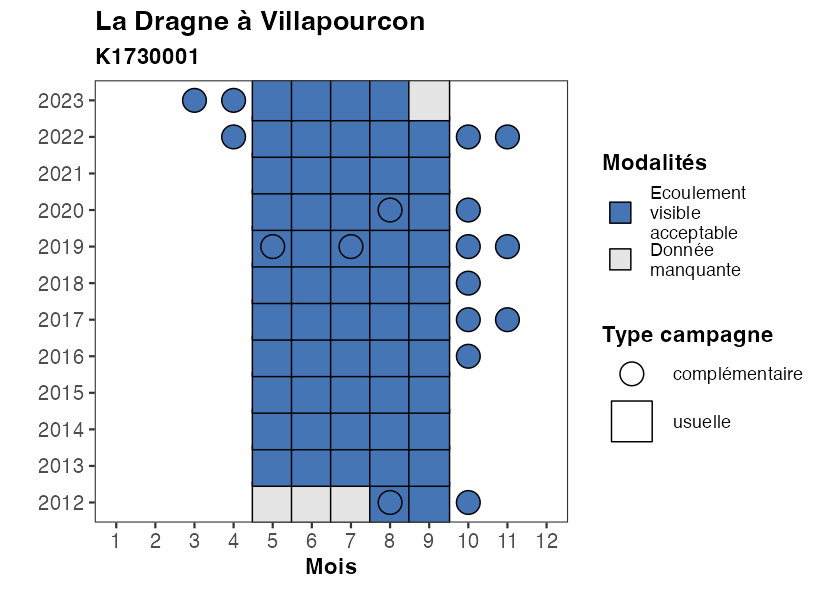 La Dragne à Villapourcon
K1730001
2023
2022
2021
2020
2019
2018
2017
2016
2015
2014
2013
2012
1 2 3 4 5 6 7 8 9 10 11 12
Mois
Modalités
Ecoulement
visible
acceptable
Donnée
manquante
Type campagne
complémentaire
usuelle